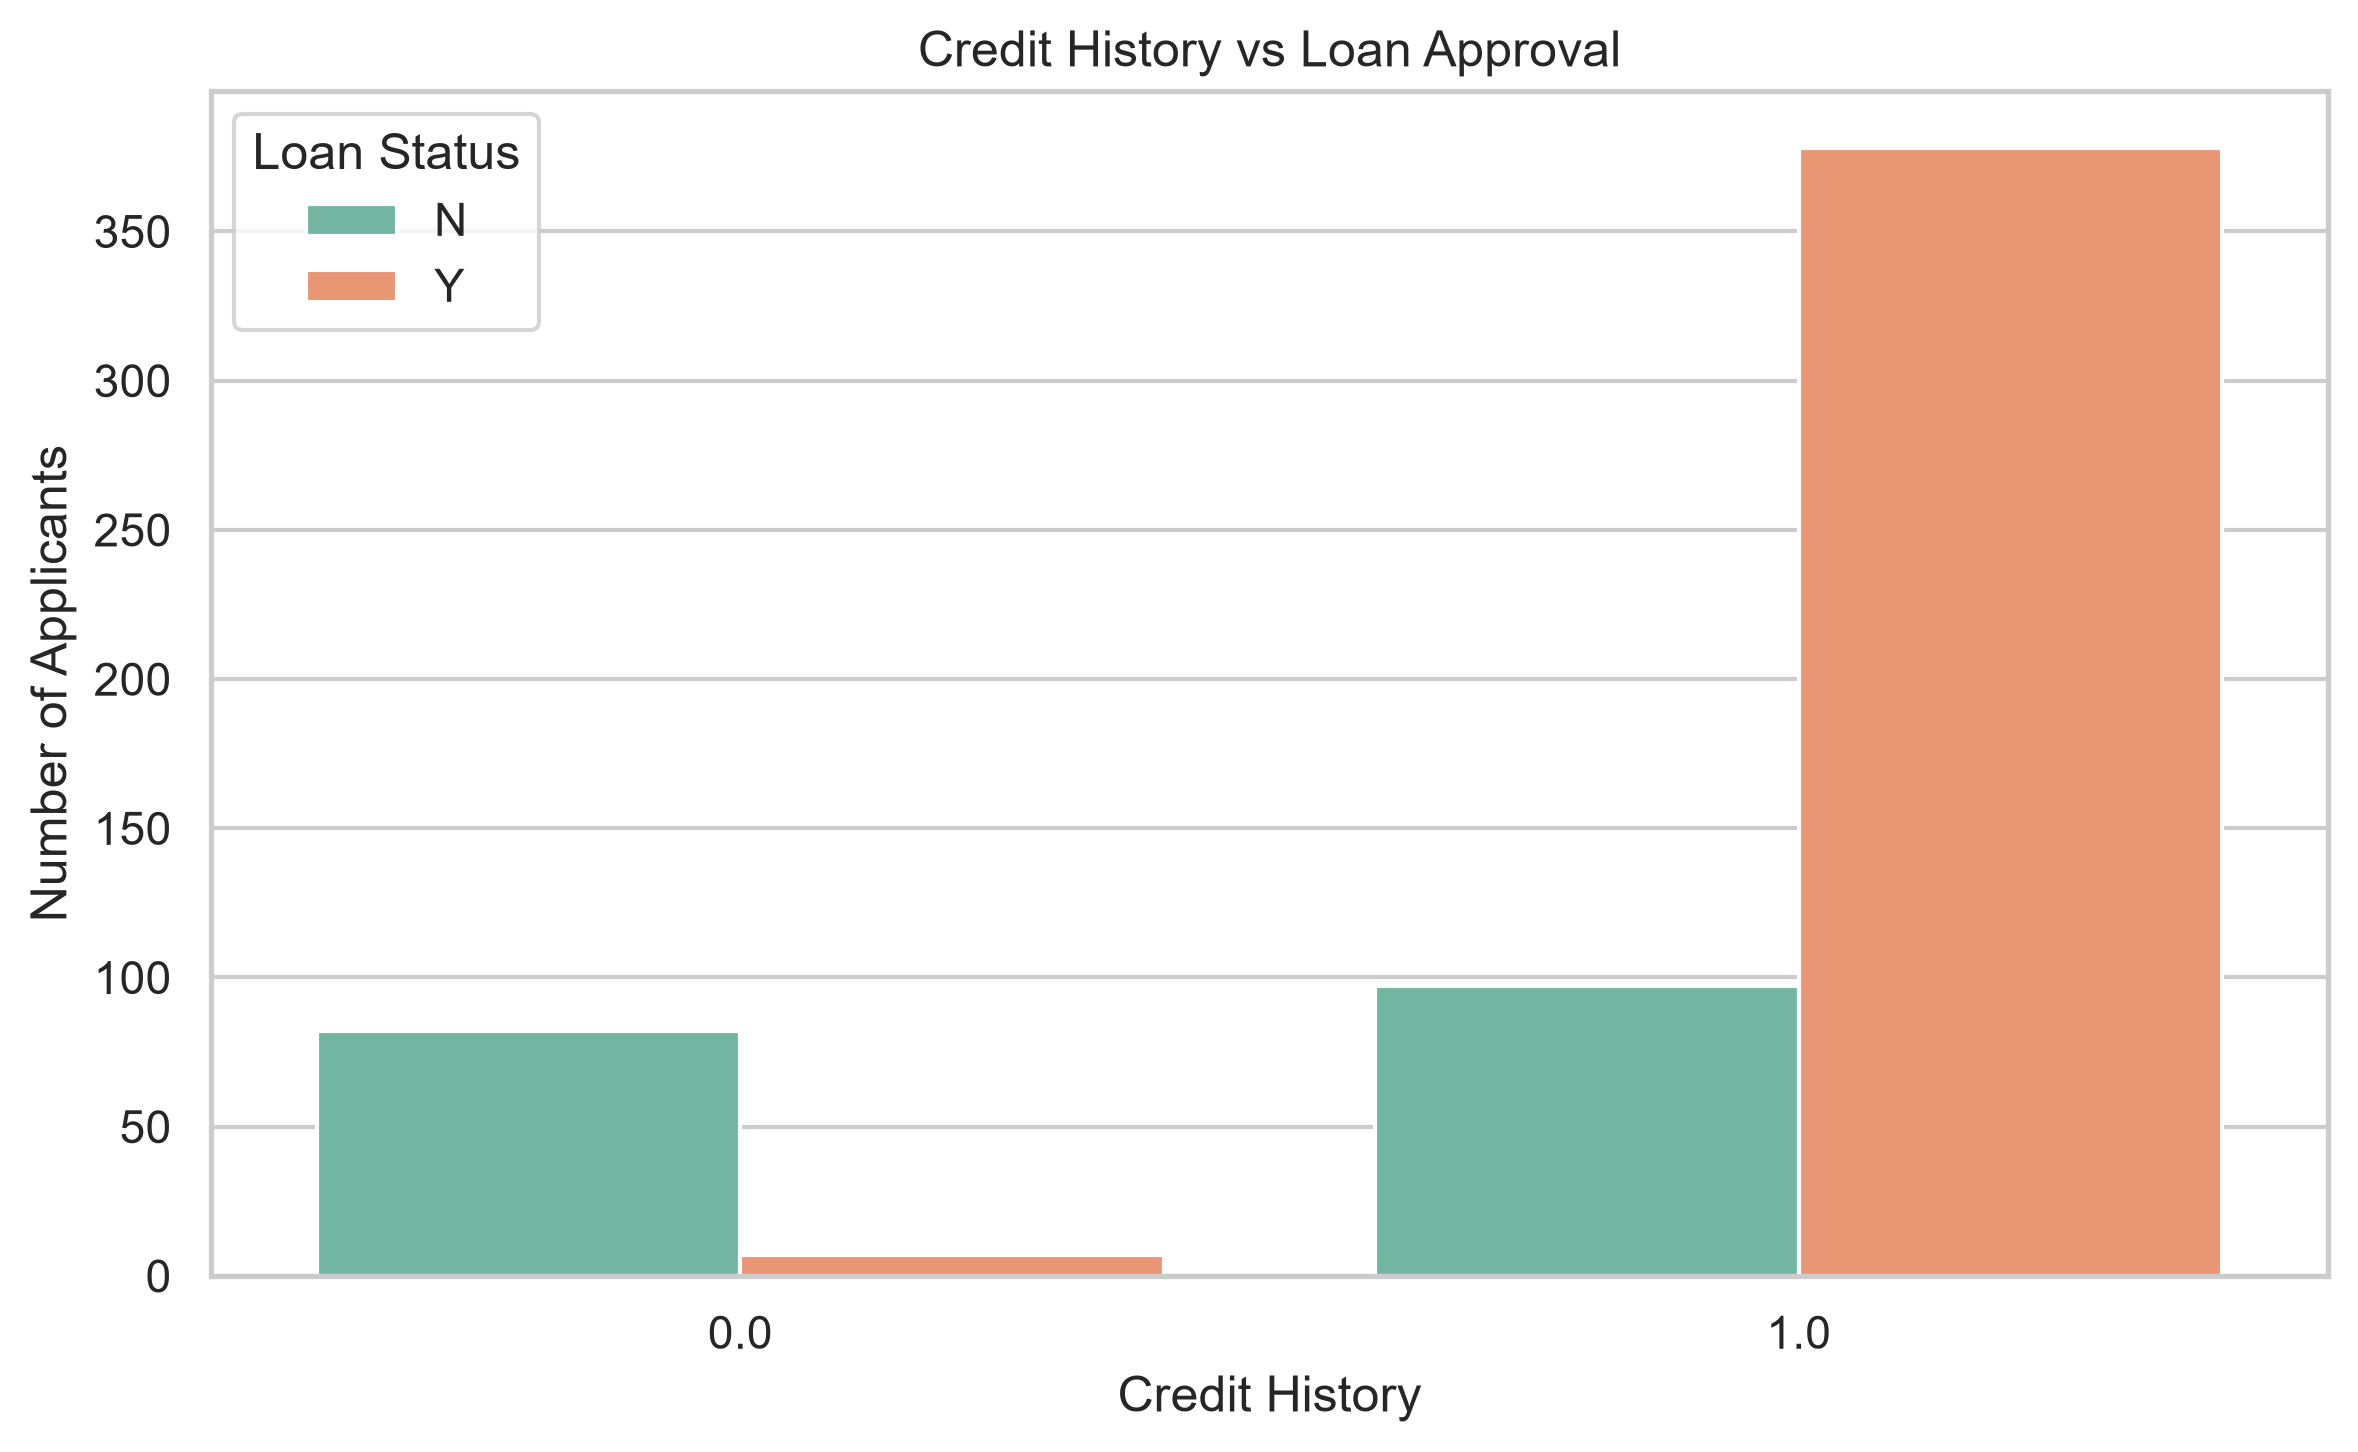 Credit History vs Loan Approval
Loan Status
N
Y
350
300
250
200
150
100
50
0
Number of Applicants
0.0
1.0
Credit History